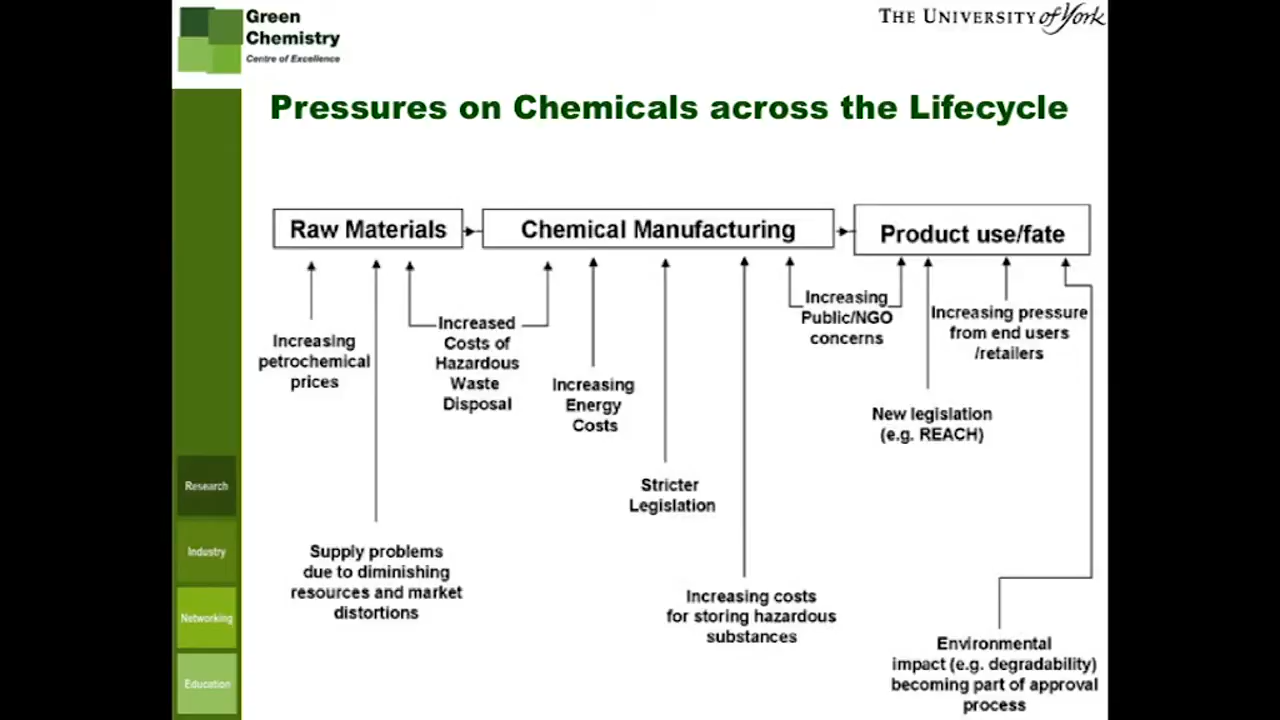 Green
Chemistry
Centre of Excellence
THE UNIVERSITY of York
Pressures on Chemicals across the Lifecycle
Raw Materials
Chemical Manufacturing
Product use/fate
Increasing
petrochemical
prices
Supply problems
due to diminishing
resources and market
distortions
Increased
Costs of
Hazardous
Waste
Disposal
Increasing
Energy
Costs
Stricter
Legislation
Increasing costs
for storing hazardous
substances
Increasing
Public/NGO
concerns
New legislation
(e.g. REACH)
Increasing pressure
from end users
/retailers
Environmental
impact (e.g. degradability)
becoming part of approval
process
Research
Industry
Networking
Education